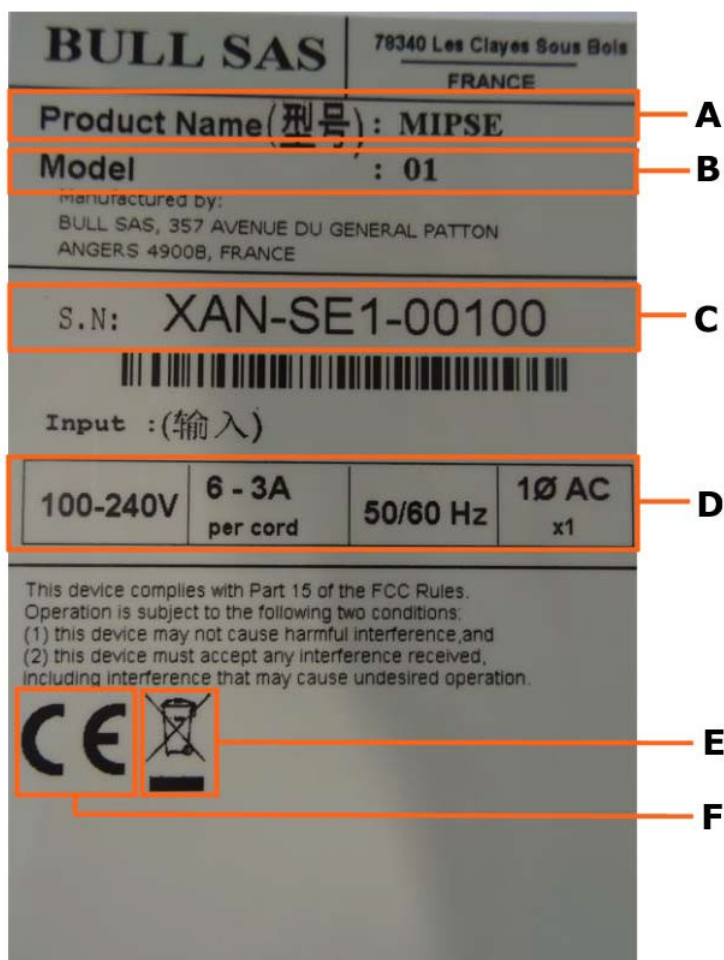 BULL SAS
78340 Les Clayes Sous Bois
FRANCE
Product Name(型号): MIPSE
A
Model : 01
B
Manufactured by:
BULL SAS, 357 AVENUE DU GENERAL PATTON
ANGERS 49008, FRANCE
S.N: XAN-SE1-00100
C
Input :(输入)
100-240V
6 - 3A
per cord
50/60 Hz
1Ø AC
x1
D
This device complies with Part 15 of the FCC Rules.
Operation is subject to the following two conditions:
(1) this device may not cause harmful interference,and
(2) this device must accept any interference received,
including interference that may cause undesired operation.
CE
E
F